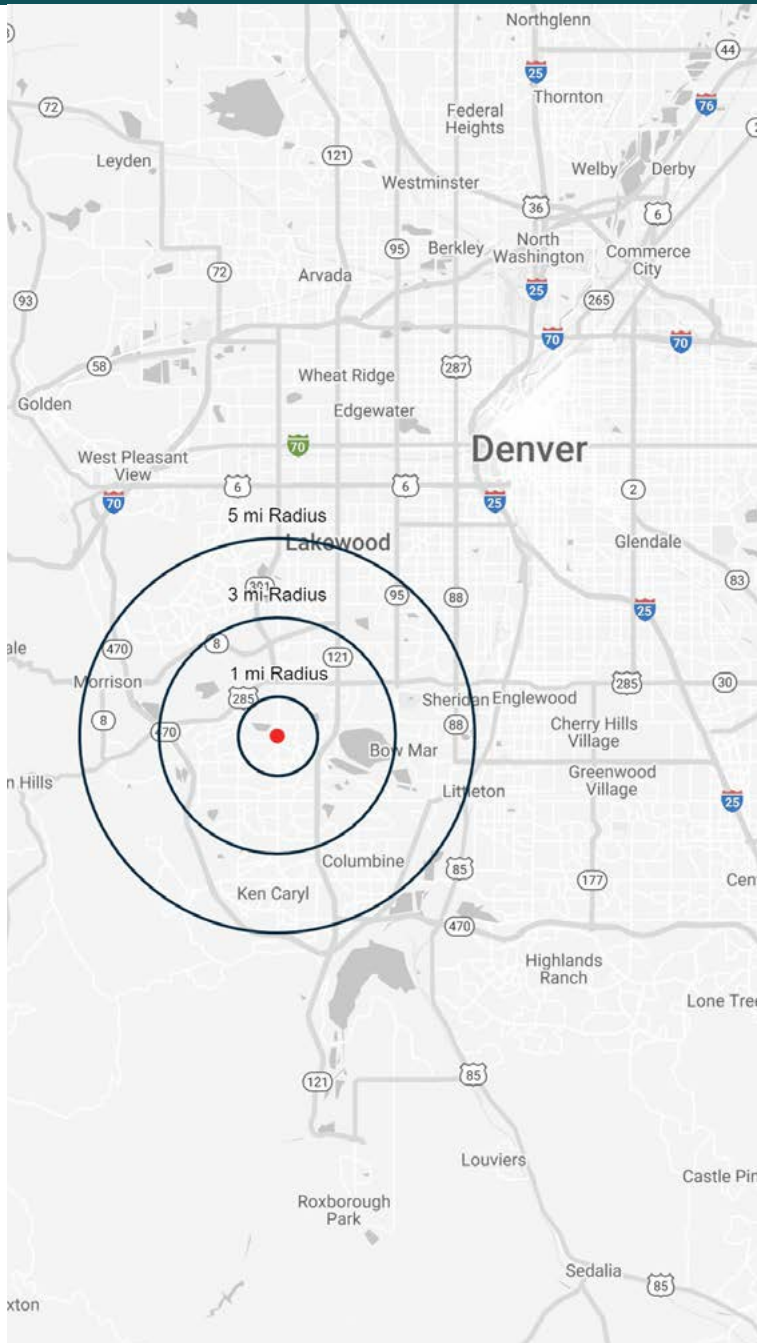 Northglenn
44
25
Thornton
76
72
Federal
Heights
121
Leyden
Welby
Derby
Westminster
36
6
North
Washington
95
Berkley
Commerce
City
72
Arvada
25
93
265
70
70
58
287
Wheat Ridge
Golden
Edgewater
70
Denver
West Pleasant
View
6
6
2
70
25
5 mi Radius
Lakewood
Glendale
83
3 mi Radius
95
88
25
8
470
ale
121
1 mi Radius
Morrison
285
30
285
Sheridan
Englewood
8
470
88
Cherry Hills
Village
Bow Mar
n Hills
Greenwood
Village
Littleton
25
Columbine
85
Ken Caryl
177
Cen
470
Highlands
Ranch
Lone Tree
121
85
Louviers
Castle Pin
Roxborough
Park
Sedalia
85
xton